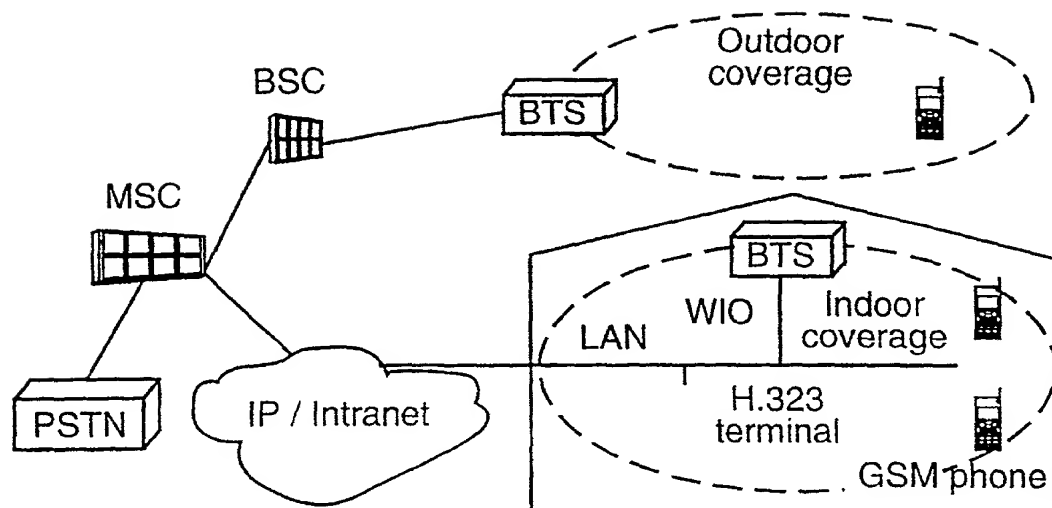 Outdoor
coverage
BSC
BTS
MSC
BTS
WIO
Indoor
coverage
LAN
IP / Intranet
PSTN
H.323
terminal
GSM phone